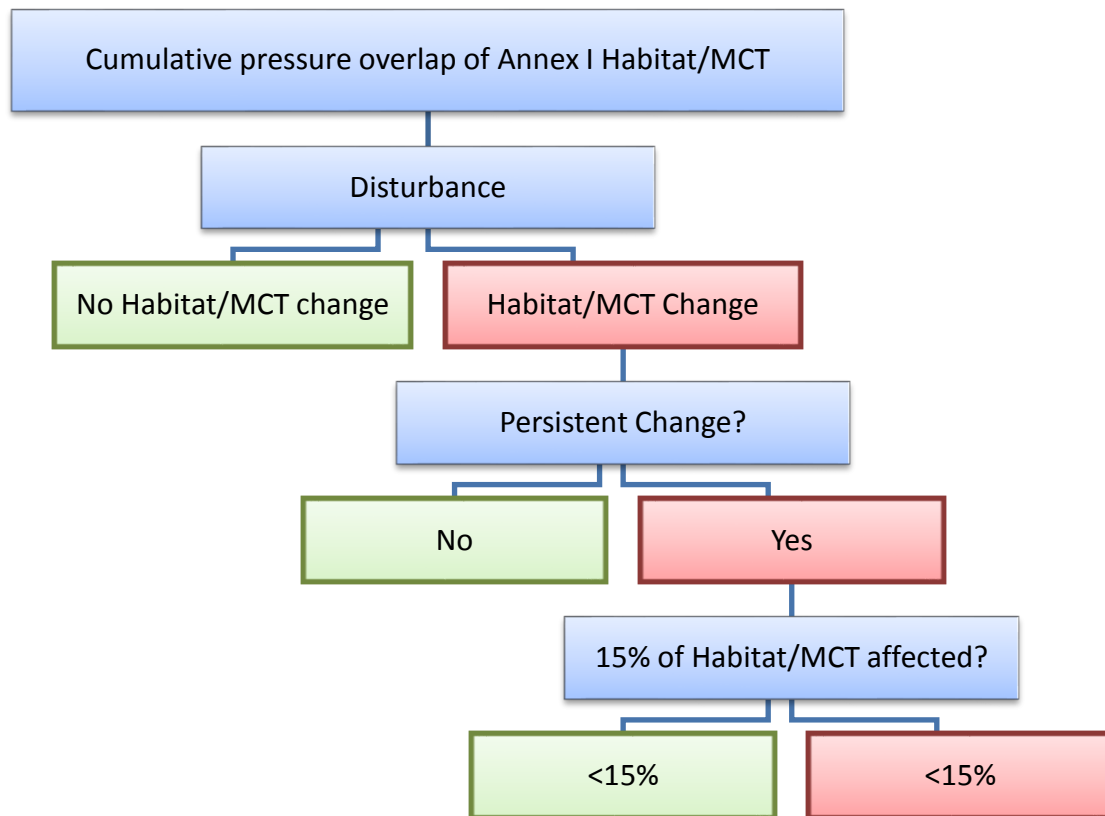 Cumulative pressure overlap of Annex I Habitat/MCT
Disturbance
No Habitat/MCT change
Habitat/MCT Change
Persistent Change?
No
Yes
15% of Habitat/MCT affected?
<15%
<15%